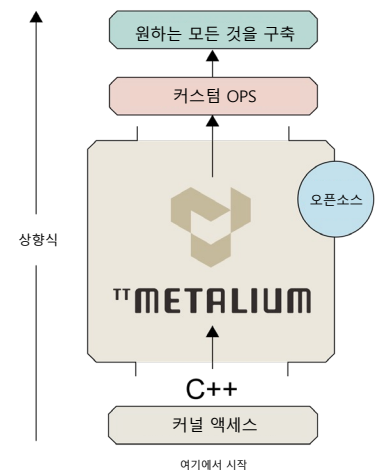 원하는 모든 것을 구축
커스텀 OPS
오픈소스
상향식
TT METALIUM
C++
커널 액세스
여기에서 시작